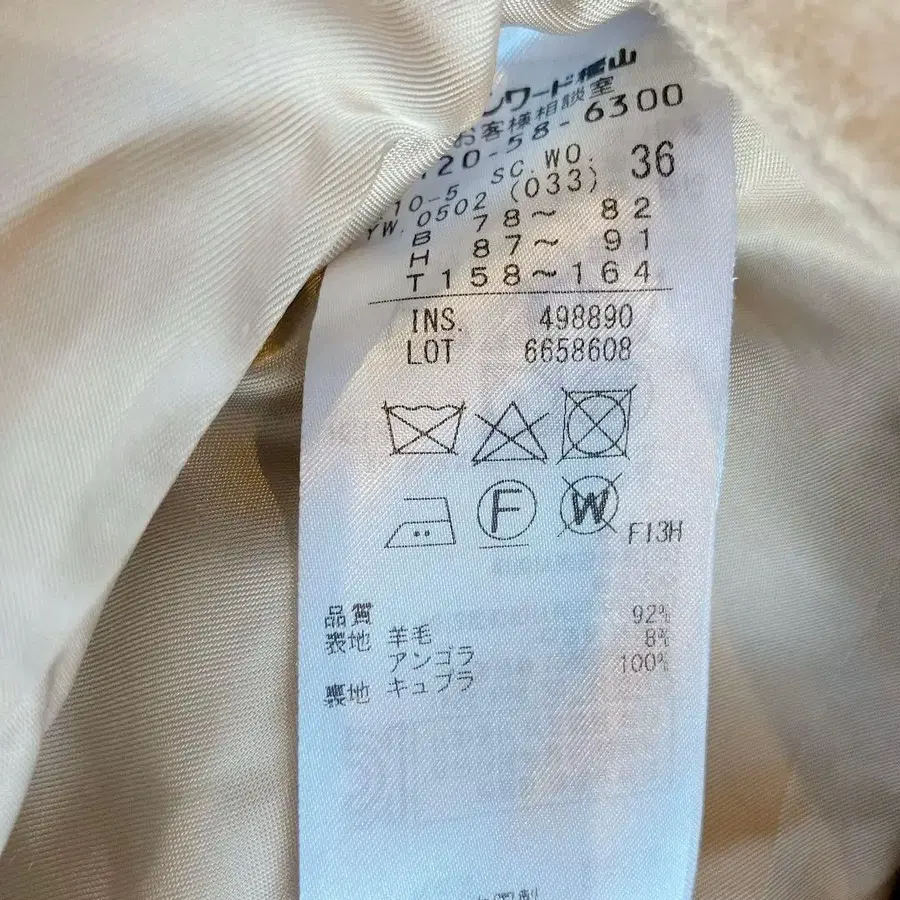 ンワード樫山
お客様相談室
120-58-6300
10-5 SC.WO. 36
YW.0502 (033)
B 78~ 82
H 87~ 91
T158~164
INS. 498890
LOT 6658608
F
W
F13H
品質
表地 羊毛 92%
アンゴラ 8%
裏地 キュプラ 100%